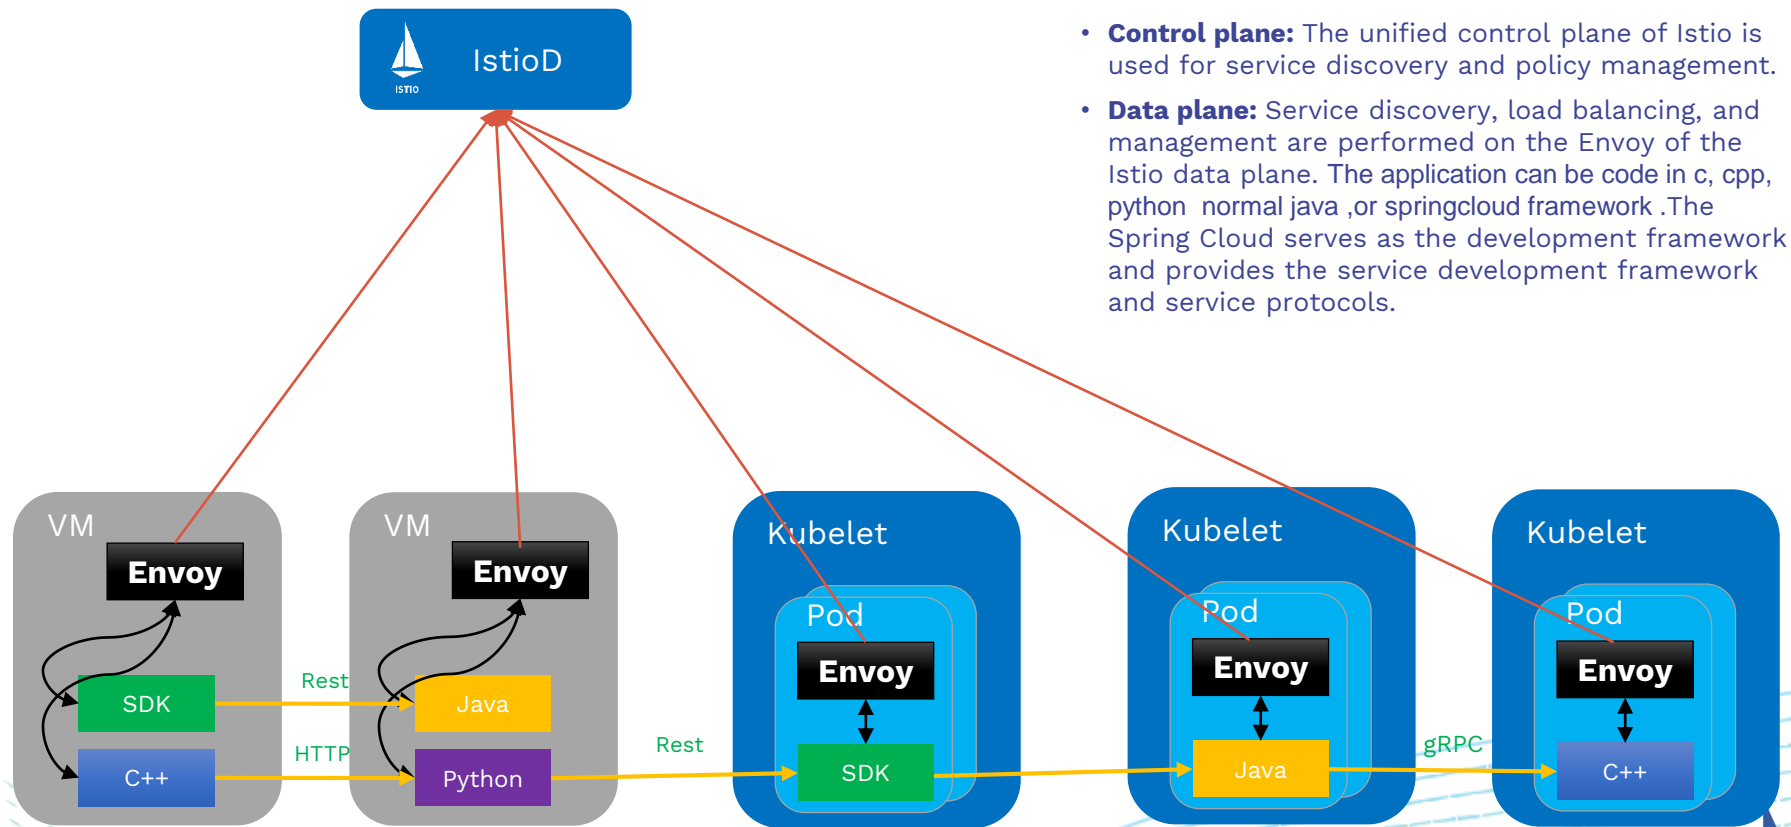 ISTIO
IstioD
• Control plane: The unified control plane of Istio is
used for service discovery and policy management.
• Data plane: Service discovery, load balancing, and
management are performed on the Envoy of the
Istio data plane. The application can be code in c, cpp,
python  normal java ,or springcloud framework .The
Spring Cloud serves as the development framework
and provides the service development framework
and service protocols.
VM
Envoy
SDK
C++
Rest
HTTP
VM
Envoy
Java
Python
Rest
Kubelet
Pod
Envoy
SDK
Kubelet
Pod
Envoy
Java
gRPC
Kubelet
Pod
Envoy
C++